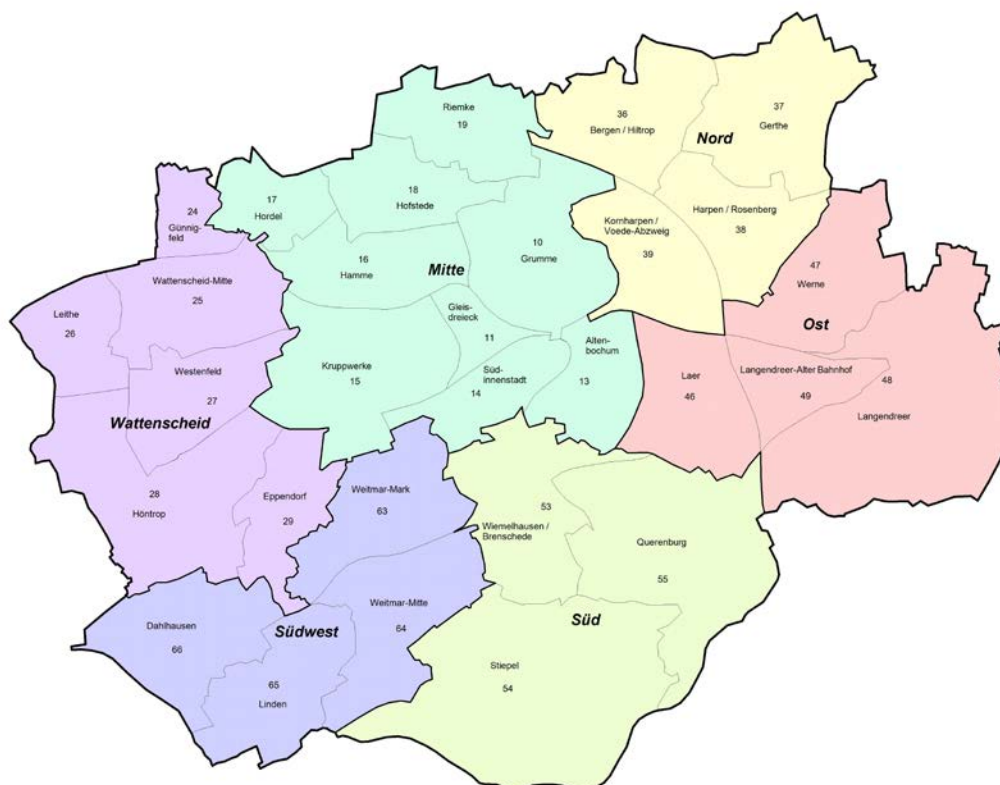 Riemke
19
36
Bergen / Hiltrop
37
Gerthe
Nord
24
Günnig-
feld
17
Hordel
18
Hofstede
Kornharpen /
Voede-Abzweig
39
Harpen / Rosenberg
38
10
Grumme
16
Hamme
Mitte
Wattenscheid-Mitte
25
47
Werne
Leithe
26
Gleis-
dreieck
11
Ost
Alten-
bochum
13
Kruppwerke
15
Süd-
innenstadt
14
Westenfeld
27
Laer
46
Langendreer-Alter Bahnhof
49
48
Langendreer
Wattenscheid
28
Höntrop
Eppendorf
29
Weitmar-Mark
63
53
Wiemelhausen /
Brenschede
Querenburg
55
Dahlhausen
66
Südwest
Weitmar-Mitte
64
Süd
65
Linden
Stiepel
54